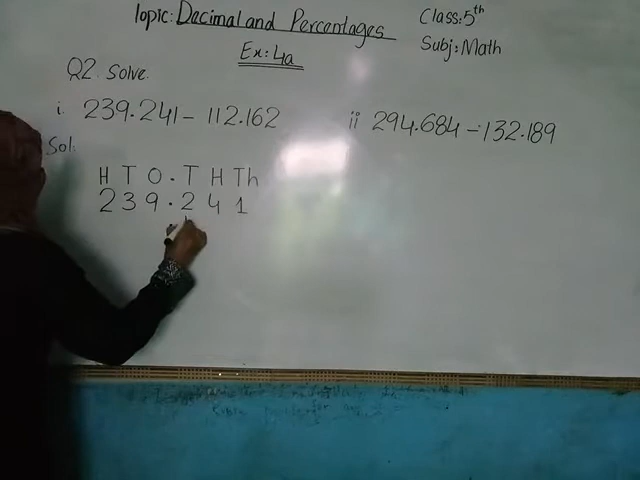 Topic: Decimal and Percentages
Class: 5th
Ex: 4a
Subj: Math
Q2. Solve.
i. 239.241 - 112.162
ii 294.684 - 132.189
Sol:
H T O . T H Th
2 3 9 . 2 4 1